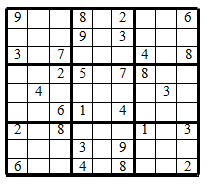 9 8 2 6
9 3
3 7 4 8
2 5 7 8
4 3
6 1 4
2 8 1 3
3 9
6 4 8 2